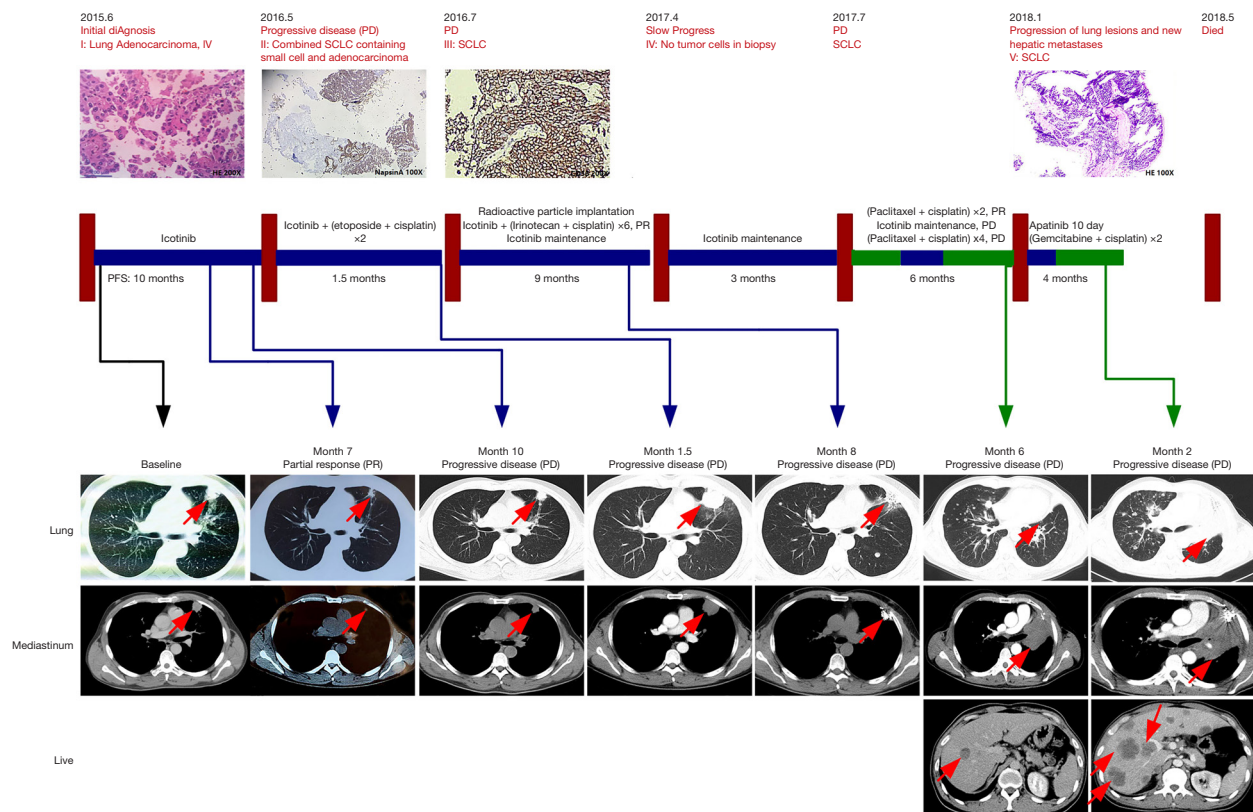 2015.6
Initial diAgnosis
I: Lung Adenocarcinoma, IV
2016.5
Progressive disease (PD)
II: Combined SCLC containing
small cell and adenocarcinoma
2016.7
PD
III: SCLC
2017.4
Slow Progress
IV: No tumor cells in biopsy
2017.7
PD
SCLC
2018.1
Progression of lung lesions and new
hepatic metastases
V: SCLC
2018.5
Died
HE 200X
NapsinA 100X
200X
HE 100X
Icotinib
PFS: 10 months
Icotinib + (etoposide + cisplatin)
×2
1.5 months
Radioactive particle implantation
Icotinib + (Irinotecan + cisplatin) ×6, PR
Icotinib maintenance
9 months
Icotinib maintenance
3 months
(Paclitaxel + cisplatin) ×2, PR
Icotinib maintenance, PD
(Paclitaxel + cisplatin) ×4, PD
6 months
Apatinib 10 day
(Gemcitabine + cisplatin) ×2
4 months
Baseline
Month 7
Partial response (PR)
Month 10
Progressive disease (PD)
Month 1.5
Progressive disease (PD)
Month 8
Progressive disease (PD)
Month 6
Progressive disease (PD)
Month 2
Progressive disease (PD)
Lung
Mediastinum
Live